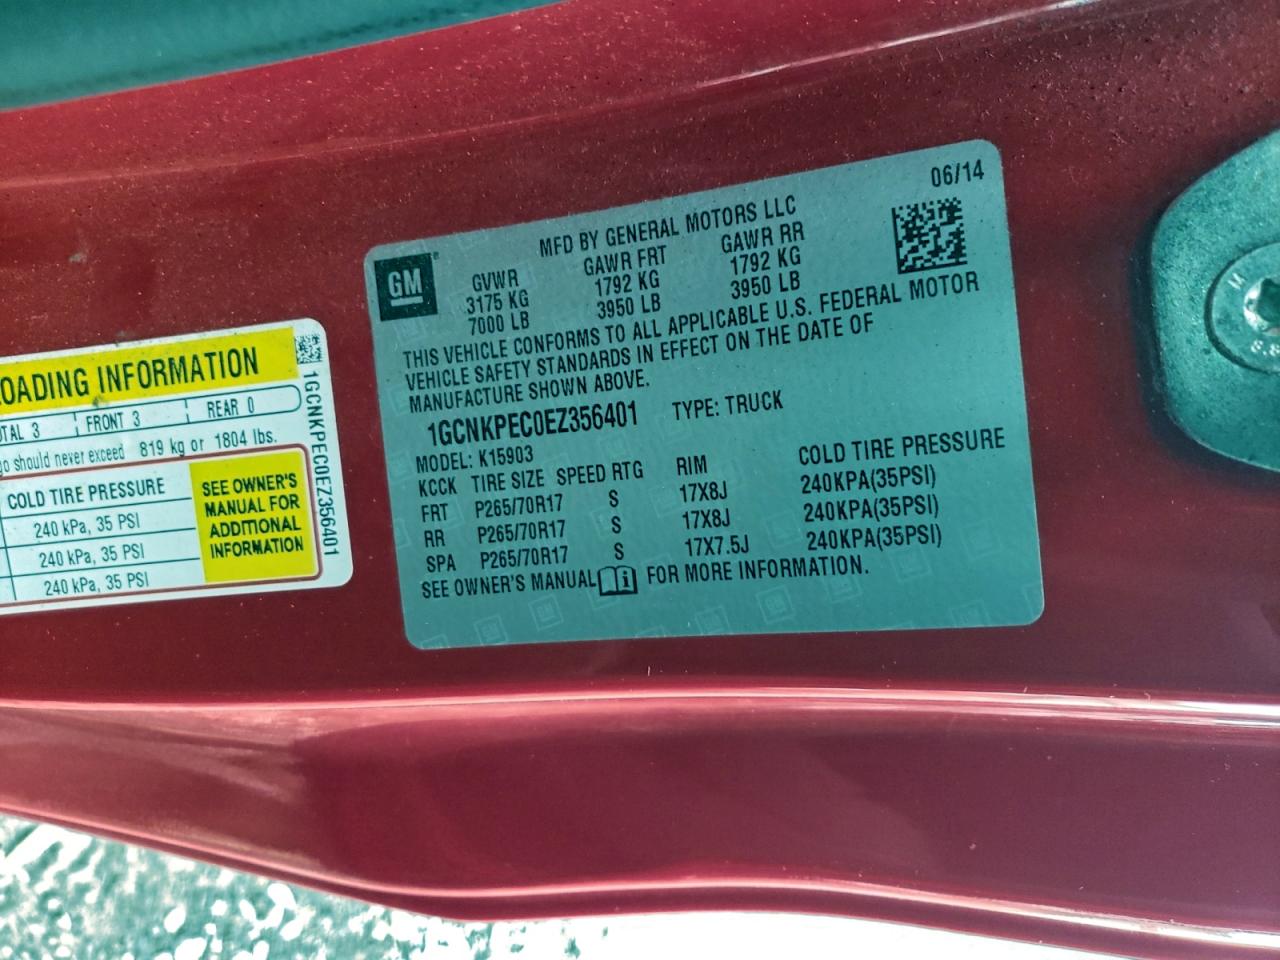 06/14
MFD BY GENERAL MOTORS LLC
GM
GVWR GAWR FRT GAWR RR
3175 KG 1792 KG 1792 KG
7000 LB 3950 LB 3950 LB
THIS VEHICLE CONFORMS TO ALL APPLICABLE U.S. FEDERAL MOTOR
VEHICLE SAFETY STANDARDS IN EFFECT ON THE DATE OF
MANUFACTURE SHOWN ABOVE.
1GCNKPEC0EZ356401 TYPE: TRUCK
MODEL: K15903
KCCK TIRE SIZE SPEED RTG RIM COLD TIRE PRESSURE
FRT P265/70R17 S 17X8J 240KPA(35PSI)
RR P265/70R17 S 17X8J 240KPA(35PSI)
SPA P265/70R17 S 17X7.5J 240KPA(35PSI)
SEE OWNER'S MANUAL FOR MORE INFORMATION.
LOADING INFORMATION
3 FRONT 3 REAR 0
should never exceed 819 kg or 1804 lbs.
COLD TIRE PRESSURE
240 kPa, 35 PSI
240 kPa, 35 PSI
240 kPa, 35 PSI
SEE OWNER'S
MANUAL FOR
ADDITIONAL
INFORMATION
1GCNKPEC0EZ356401